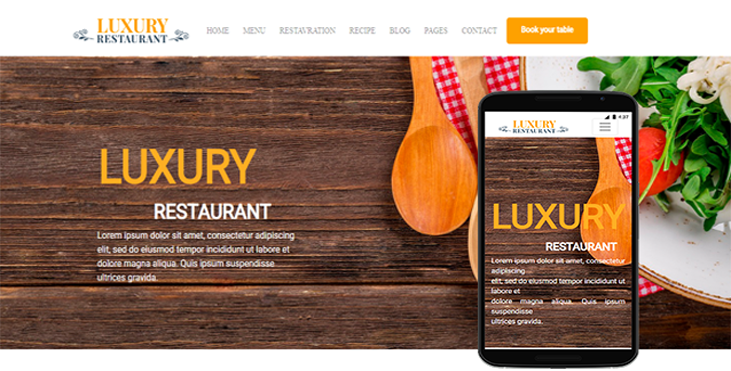 LUXURY
RESTAURANT
HOME MENU RESTAVRATION RECIPE BLOG PAGES CONTACT Book your table
LUXURY
RESTAURANT
Lorem ipsum dolor sit amet, consectetur adipiscing
elit, sed do eiusmod tempor incididunt ut labore et
dolore magna aliqua. Quis ipsum suspendisse
ultrices gravida.
4:37
LUXURY
RESTAURANT
LUXURY
RESTAURANT
Lorem ipsum dolor sit amet, consectetur
adipiscing
elit, sed do eiusmod tempor incididunt ut
labore et
dolore magna aliqua. Quis ipsum
suspendisse
ultrices gravida.